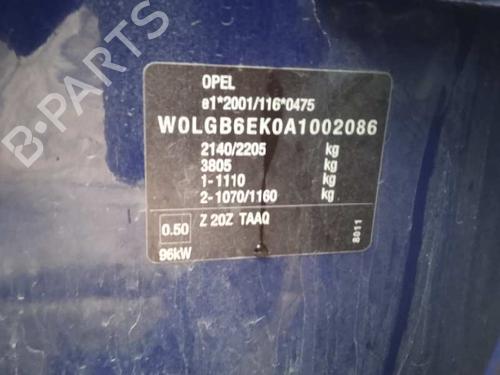 B-PARTS
OPEL
e1*2001/116*0475
W0LGB6EK0A1002086
2140/2205 kg
3805 kg
1-1110 kg
2-1070/1160 kg
0.50 Z 20Z TAAQ
96kW
8011